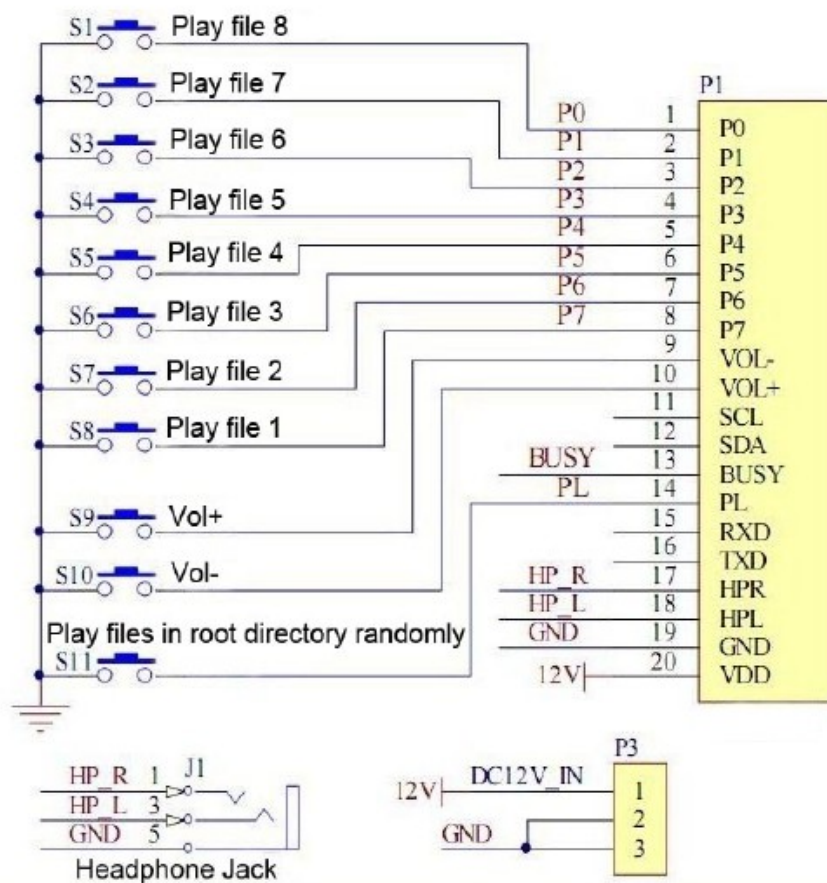 S1 Play file 8
S2 Play file 7
S3 Play file 6
S4 Play file 5
S5 Play file 4
S6 Play file 3
S7 Play file 2
S8 Play file 1
S9 Vol+
S10 Vol-
Play files in root directory randomly
S11
P1
P0 1 P0
P1 2 P1
P2 3 P2
P3 4 P3
P4 5 P4
P5 6 P5
P6 7 P6
P7 8 P7
9 VOL-
10 VOL+
11 SCL
12 SDA
BUSY 13 BUSY
PL 14 PL
15 RXD
16 TXD
HP_R 17 HPR
HP_L 18 HPL
GND 19 GND
12V 20 VDD
J1
HP_R 1
HP_L 3
GND 5
Headphone Jack
P3
12V DC12V_IN 1
2
GND 3